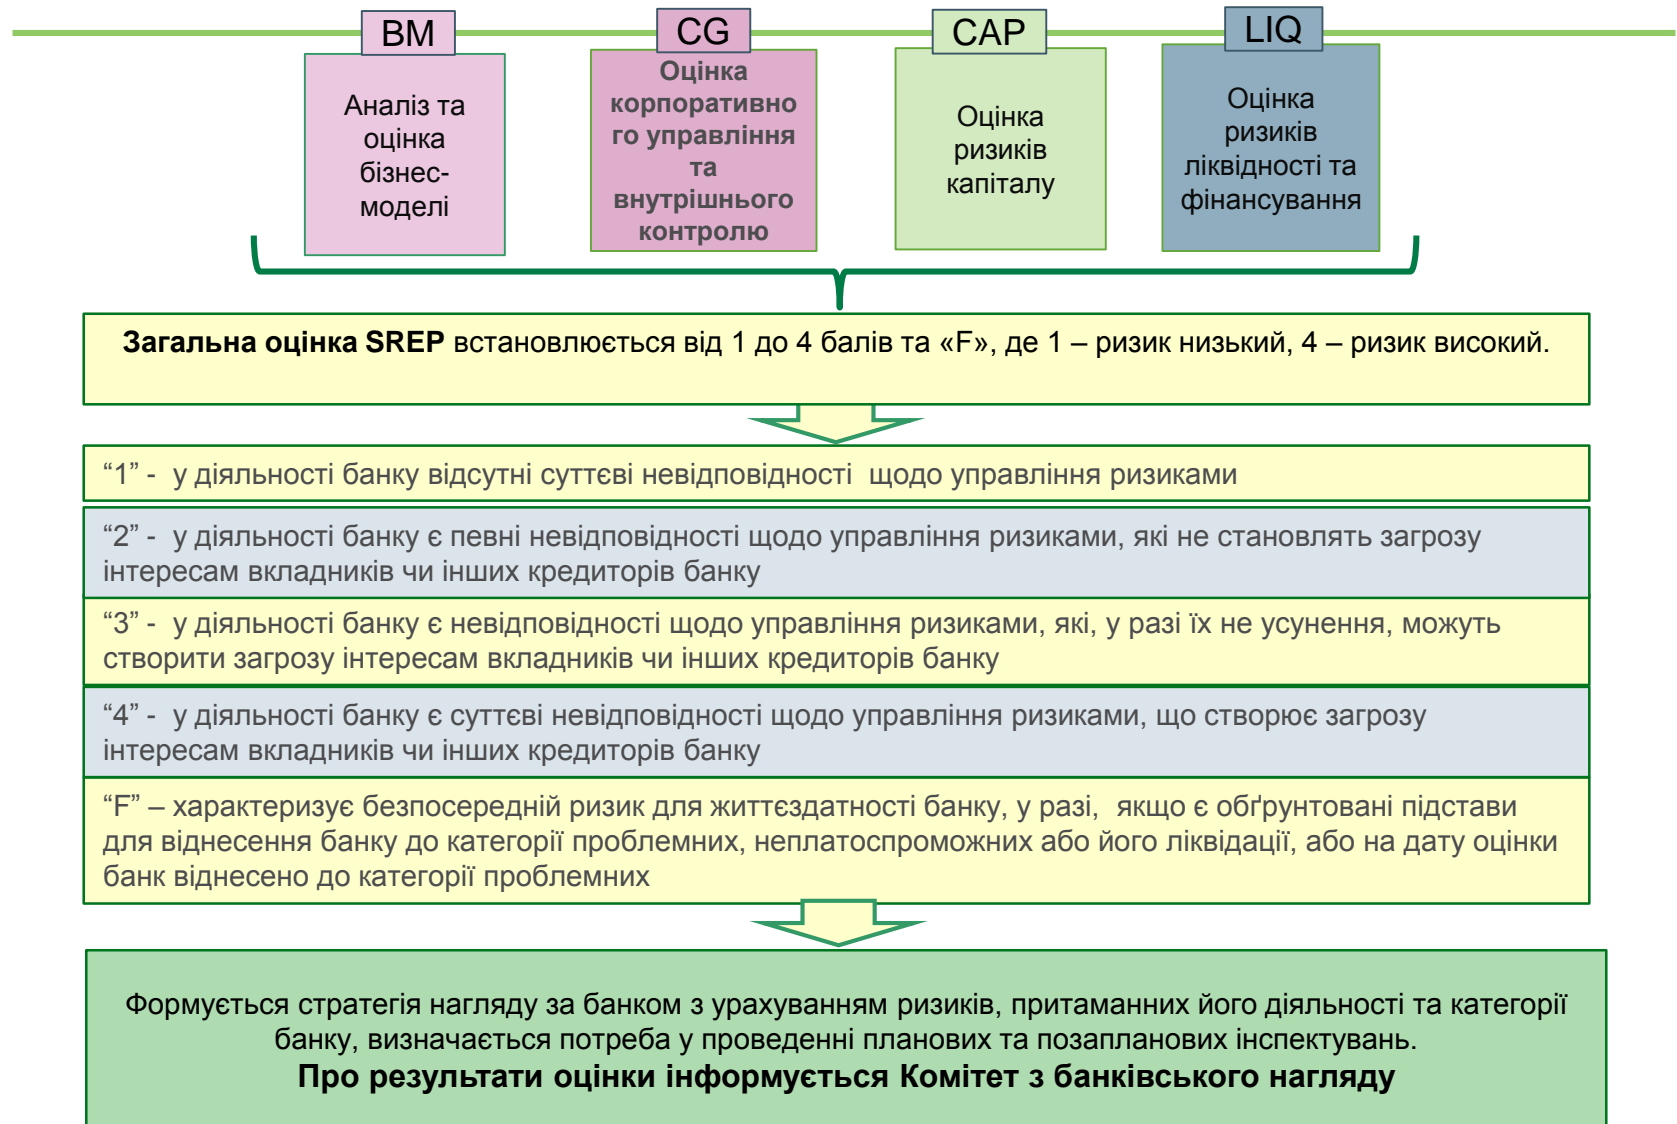 BM
CG
CAP
LIQ
Аналіз та
оцінка
бізнес-
моделі
Оцінка
корпоративно
го управління
та
внутрішнього
контролю
Оцінка
ризиків
капіталу
Оцінка
ризиків
ліквідності та
фінансування
Загальна оцінка SREP встановлюється від 1 до 4 балів та «F», де 1 – ризик низький, 4 – ризик високий.
“1” - у діяльності банку відсутні суттєві невідповідності щодо управління ризиками
“2” - у діяльності банку є певні невідповідності щодо управління ризиками, які не становлять загрозу
інтересам вкладників чи інших кредиторів банку
“3” - у діяльності банку є невідповідності щодо управління ризиками, які, у разі їх не усунення, можуть
створити загрозу інтересам вкладників чи інших кредиторів банку
“4” - у діяльності банку є суттєві невідповідності щодо управління ризиками, що створює загрозу
інтересам вкладників чи інших кредиторів банку
“F” – характеризує безпосередній ризик для життєздатності банку, у разі, якщо є обґрунтовані підстави
для віднесення банку до категорії проблемних, неплатоспроможних або його ліквідації, або на дату оцінки
банк віднесено до категорії проблемних
Формується стратегія нагляду за банком з урахуванням ризиків, притаманних його діяльності та категорії
банку, визначається потреба у проведенні планових та позапланових інспектувань.
Про результати оцінки інформується Комітет з банківського нагляду